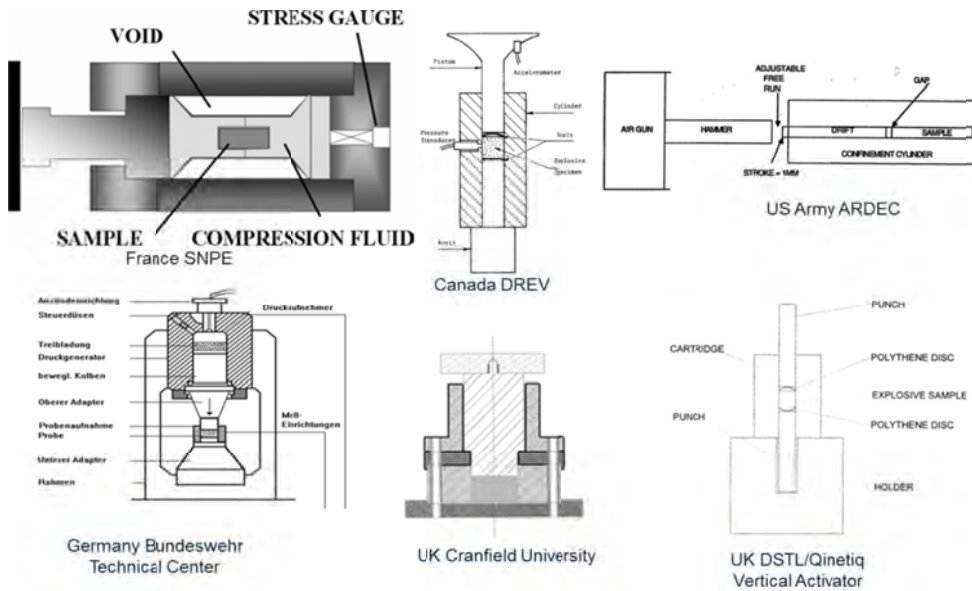 STRESS GAUGE
VOID
SAMPLE
COMPRESSION FLUID
France SNPE
Piston
Accelerometer
Cylinder
Pressure
Transducer
Seals
Explosive
Specimen
Anvil
Canada DREV
ADJUSTABLE
FREE
RUN
GAP
AIR GUN
HAMMER
DRIFT
SAMPLE
CONFINEMENT CYLINDER
STROKE = 1MM
US Army ARDEC
Anzündeinrichtung
Druckaufnehmer
Steuerdüsen
Treibladung
Druckgenerator
bewegl. Kolben
Oberer Adapter
Meß-
Einrichtungen
Probenaufnahme
Probe
Unterer Adapter
Rahmen
Germany Bundeswehr
Technical Center
UK Cranfield University
PUNCH
CARTRIDGE
POLYTHENE DISC
EXPLOSIVE SAMPLE
PUNCH
POLYTHENE DISC
HOLDER
UK DSTL/Qinetiq
Vertical Activator